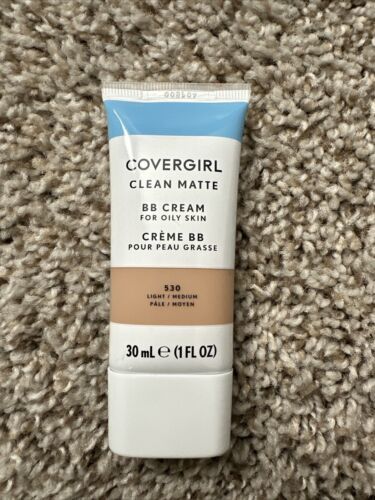 COVERGIRL
CLEAN MATTE
BB CREAM
FOR OILY SKIN
CRÈME BB
POUR PEAU GRASSE
530
LIGHT / MEDIUM
PÂLE / MOYEN
30 mL ℮ (1 FL OZ)